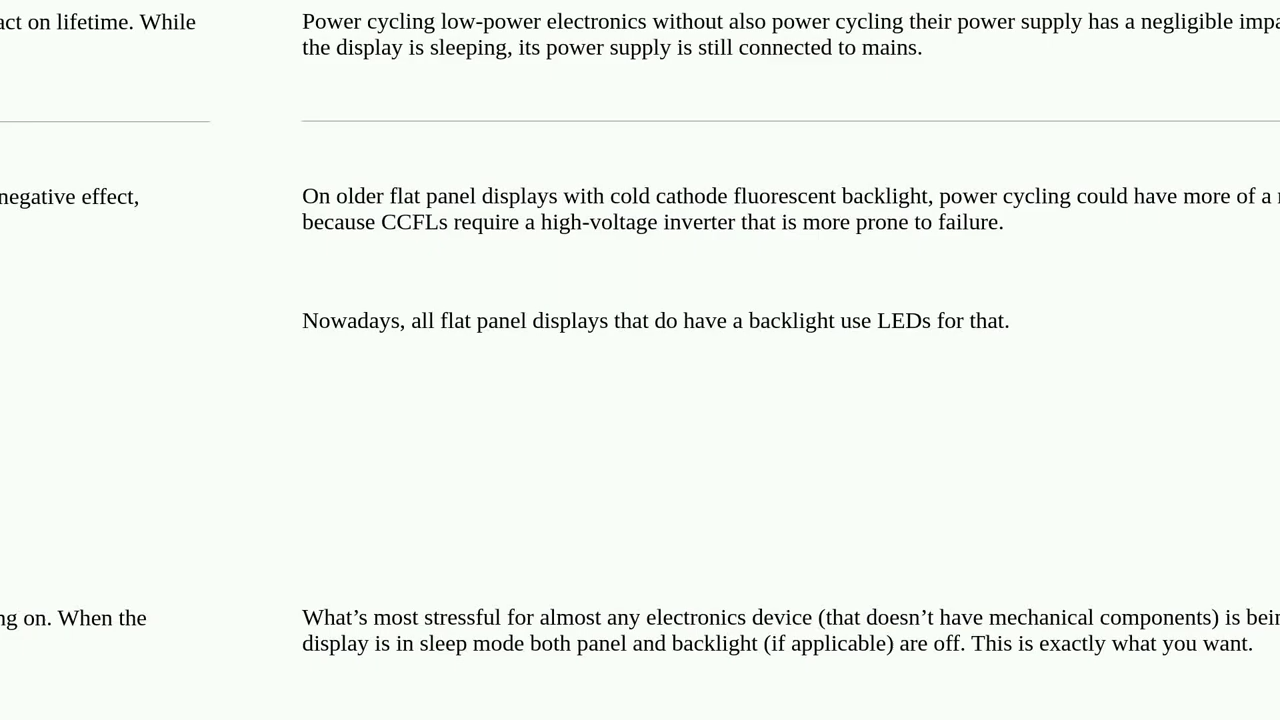 act on lifetime. While
negative effect,
ng on. When the
Power cycling low-power electronics without also power cycling their power supply has a negligible impa
the display is sleeping, its power supply is still connected to mains.
On older flat panel displays with cold cathode fluorescent backlight, power cycling could have more of a
because CCFLs require a high-voltage inverter that is more prone to failure.
Nowadays, all flat panel displays that do have a backlight use LEDs for that.
What’s most stressful for almost any electronics device (that doesn’t have mechanical components) is bein
display is in sleep mode both panel and backlight (if applicable) are off. This is exactly what you want.